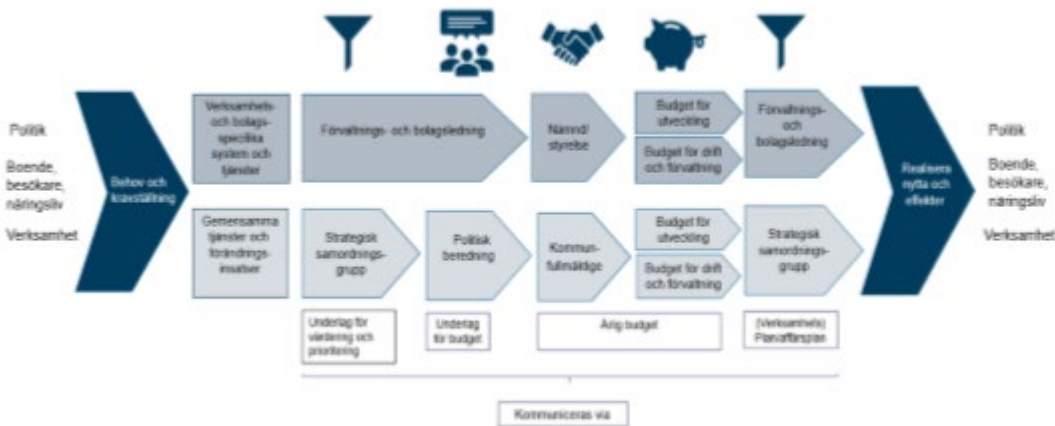 Politik
Boende,
besökare,
näringsliv
Verksamhet
Behov och
kravställning
Verksamhets-
och bolags-
specifika
system och
tjänster
Förvaltnings- och bolagsledning
Nämnd/
styrelse
Budget för
utveckling
Budget för drift
och förvaltning
Förvaltnings-
och
bolagsledning
Gemensamma
tjänster och
förändrings-
insatser
Strategisk
samordnings-
grupp
Politisk
beredning
Kommun-
fullmäktige
Budget för
utveckling
Budget för drift
och förvaltning
Strategisk
samordnings-
grupp
Realisera
nytta och
effekter
Politik
Boende,
besökare,
näringsliv
Verksamhet
Underlag för
värdering och
prioritering
Underlag
för budget
Årlig budget
(Verksamhets)
Plan/affärsplan
Kommuniceras via